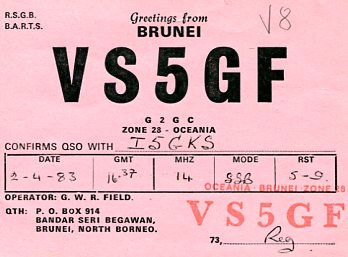 R.S.G.B.
B.A.R.T.S.
Greetings from
BRUNEI
V8
VS5GF
G 2 G C
ZONE 28 - OCEANIA
CONFIRMS QSO WITH I5GKS
DATE GMT MHZ MODE RST
-4-83 16-37 14 SSB 5-9
OCEANIA BRUNEI ZONE 28
VS5GF
OPERATOR: G. W. R. FIELD.
QTH: P. O. BOX 914
BANDAR SERI BEGAWAN,
BRUNEI, NORTH BORNEO.
73, Reg